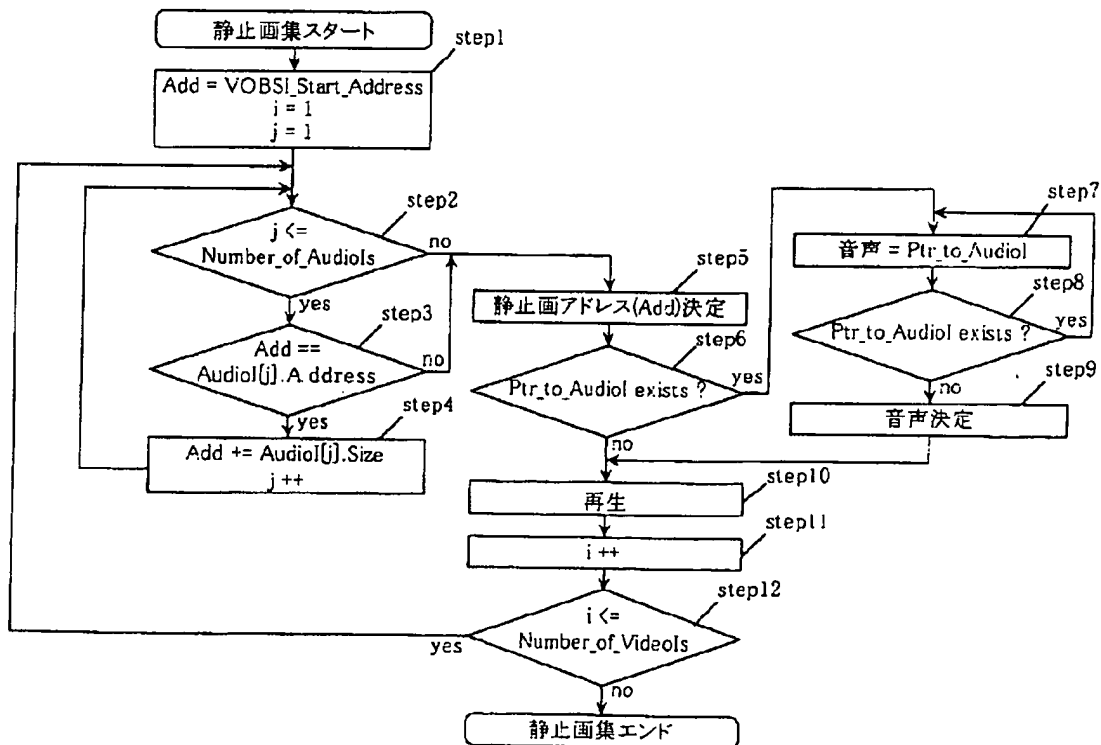 静止画集スタート
step1
Add = VOBSI_Start_Address
i = 1
j = 1
step2
j <=
Number_of_AudioIs
no
yes
step3
Add ==
AudioI[j].Address
no
yes
step4
Add += AudioI[j].Size
j ++
step5
静止画アドレス(Add)決定
step6
Ptr_to_AudioI exists ?
yes
no
step7
音声 = Ptr_to_AudioI
step8
Ptr_to_AudioI exists ?
yes
no
step9
音声決定
step10
再生
step11
i ++
step12
i <=
Number_of_VideoIs
yes
no
静止画集エンド